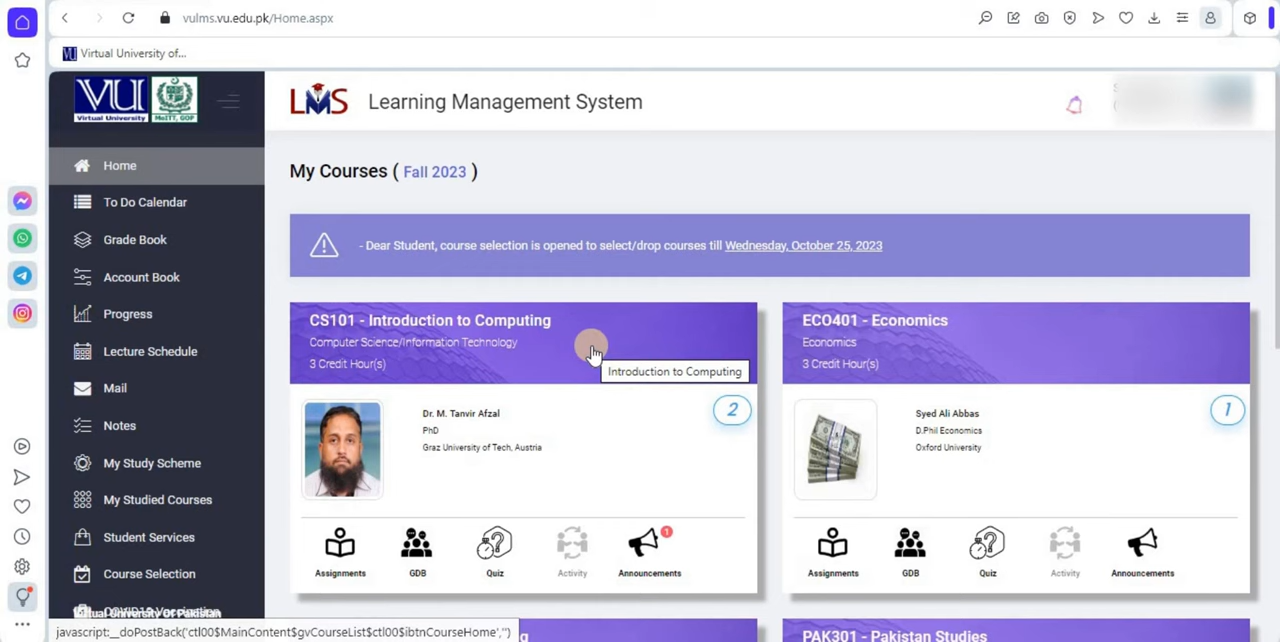 vulms.vu.edu.pk/Home.aspx
Virtual University of...
VU
Virtual University
MoITT, GOP
LMS
Learning Management System
Home
To Do Calendar
Grade Book
Account Book
Progress
Lecture Schedule
Mail
Notes
My Study Scheme
My Studied Courses
Student Services
Course Selection
Virtual University Of Pakistan
My Courses ( Fall 2023 )
- Dear Student, course selection is opened to select/drop courses till Wednesday, October 25, 2023
CS101 - Introduction to Computing
Computer Science/Information Technology
3 Credit Hour(s)
Introduction to Computing
Dr. M. Tanvir Afzal
PhD
Graz University of Tech, Austria
2
Assignments
GDB
Quiz
Activity
1
Announcements
ECO401 - Economics
Economics
3 Credit Hour(s)
Syed Ali Abbas
D.Phil Economics
Oxford University
1
Assignments
GDB
Quiz
Activity
Announcements
PAK301 - Pakistan Studies
javascript:__doPostBack('ctl00$MainContent$gvCourseList$ctl00$ibtnCourseHome','')